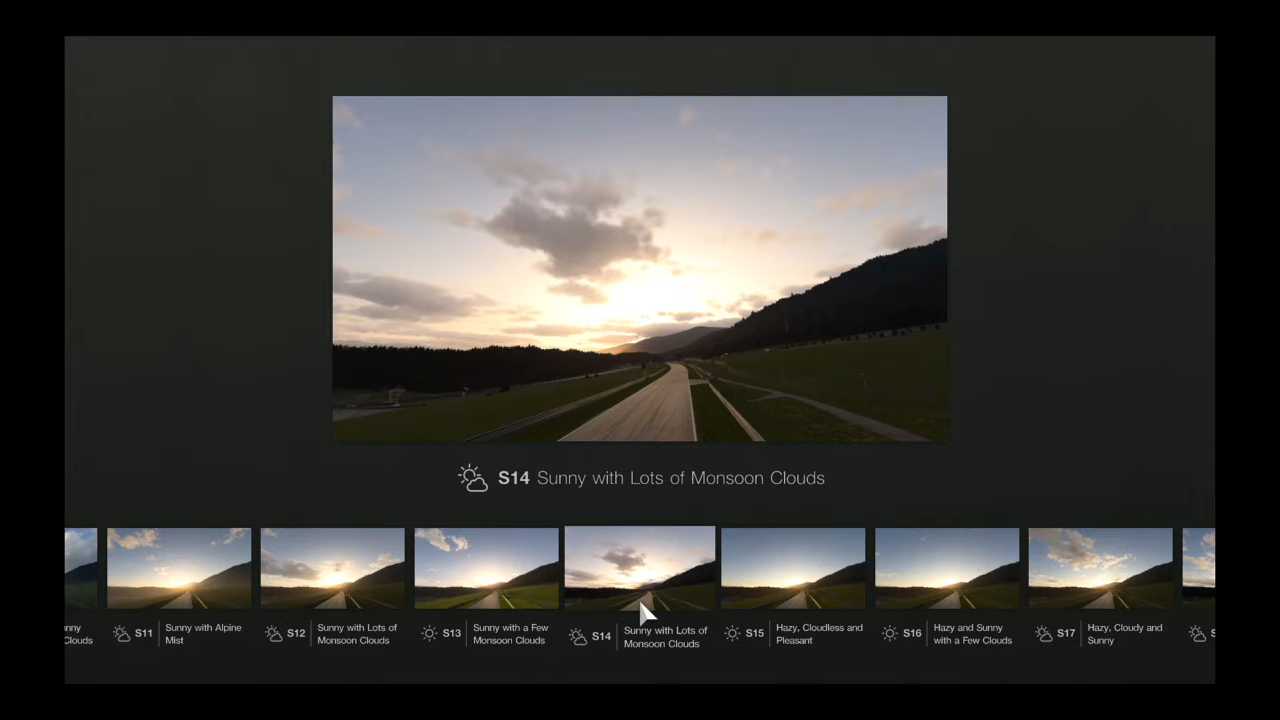 S14 Sunny with Lots of Monsoon Clouds
Clouds
S11 Sunny with Alpine
Mist
S12 Sunny with Lots of
Monsoon Clouds
S13 Sunny with a Few
Monsoon Clouds
S14 Sunny with Lots of
Monsoon Clouds
S15 Hazy, Cloudless and
Pleasant
S16 Hazy and Sunny
with a Few Clouds
S17 Hazy, Cloudy and
Sunny